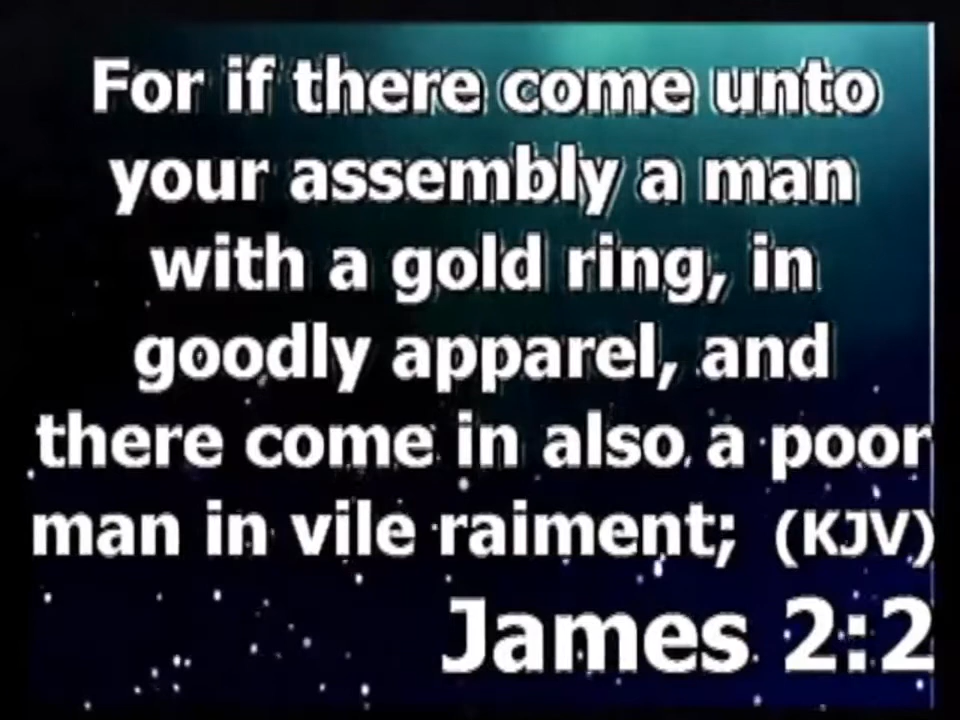 For if there come unto
your assembly a man
with a gold ring, in
goodly apparel, and
there come in also a poor
man in vile raiment; (KJV)
James 2:2